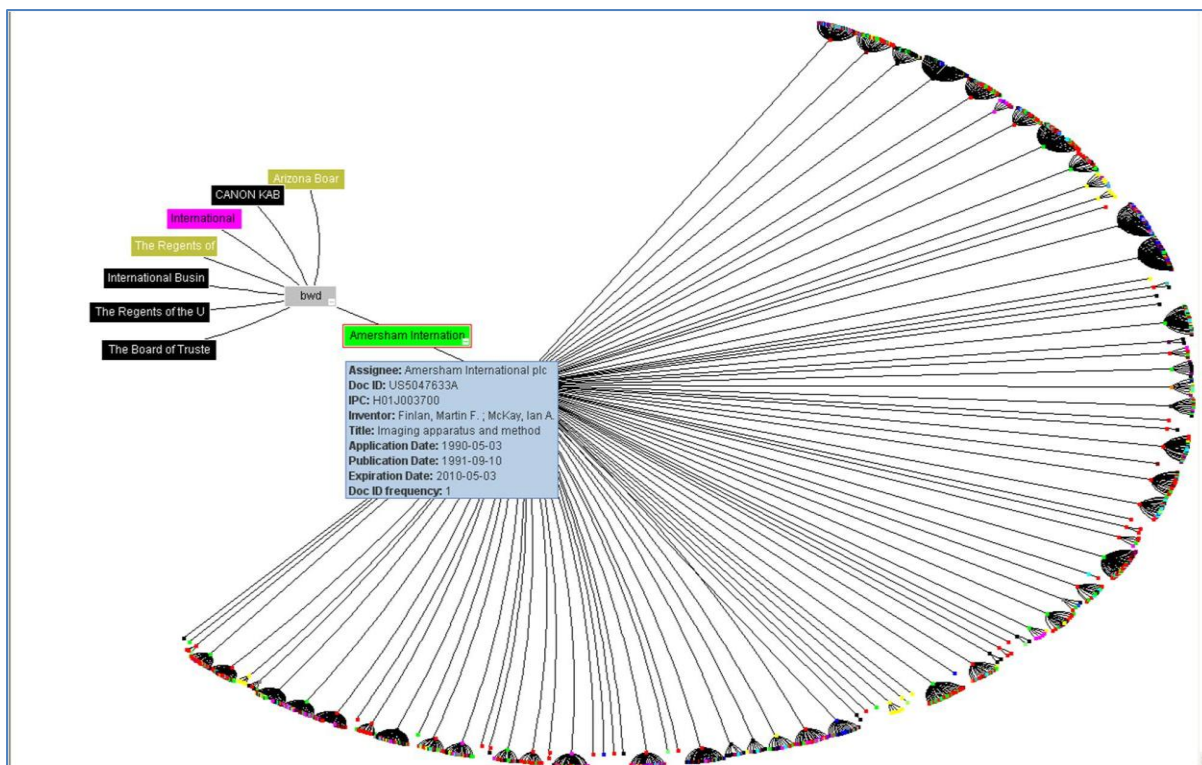 Arizona Boar
CANON KAB
International
The Regents of
International Busin
bwd
The Regents of the U
Amersham Internation
The Board of Truste
Assignee: Amersham International plc
Doc ID: US5047633A
IPC: H01J003700
Inventor: Finlan, Martin F. ; McKay, Ian A.
Title: Imaging apparatus and method
Application Date: 1990-05-03
Publication Date: 1991-09-10
Expiration Date: 2010-05-03
Doc ID frequency: 1